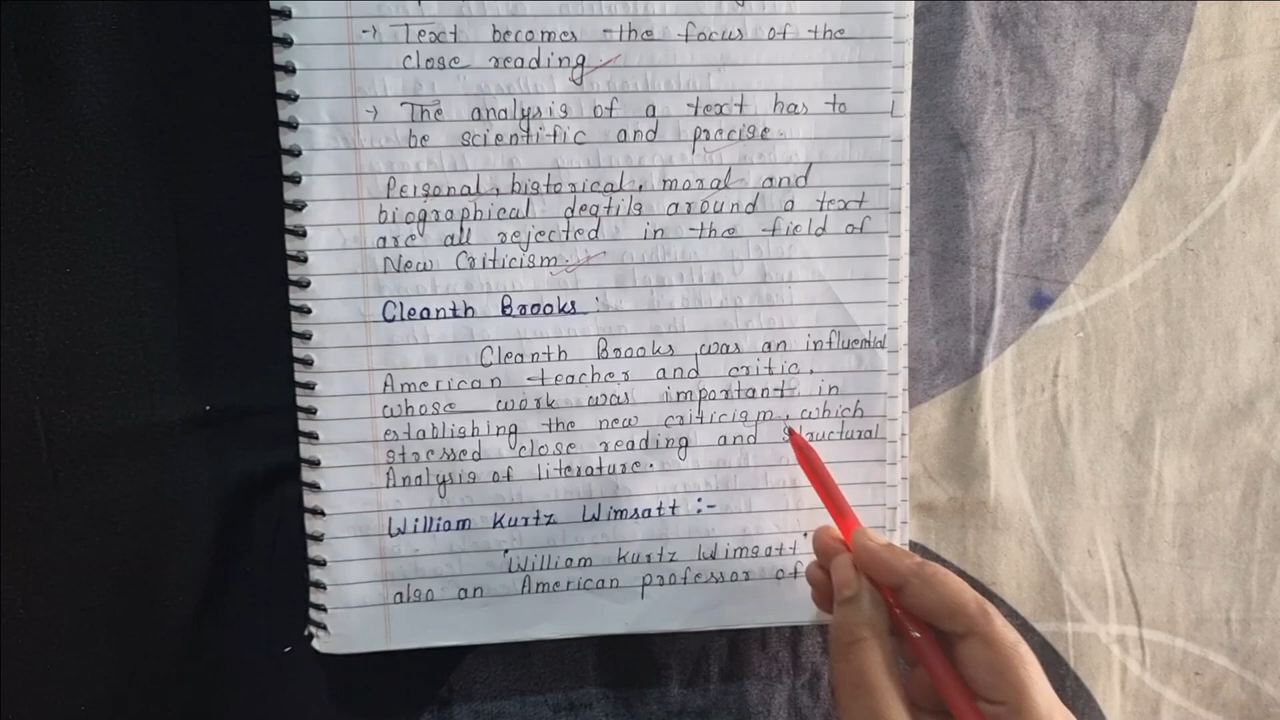 → Text becomes the focus of the
close reading.
→ The analysis of a text has to
be scientific and precise.
Personal, historical, moral and
biographical deatils around a text
are all rejected in the field of
New Criticism.
Cleanth Brooks :
Cleanth Brooks was an influential
American teacher and critic,
whose work was important in
establishing the new criticism, which
stressed close reading and structural
Analysis of literature.
William Kurtz Wimsatt :-
"William Kurtz Wimsatt"
also an American professor of